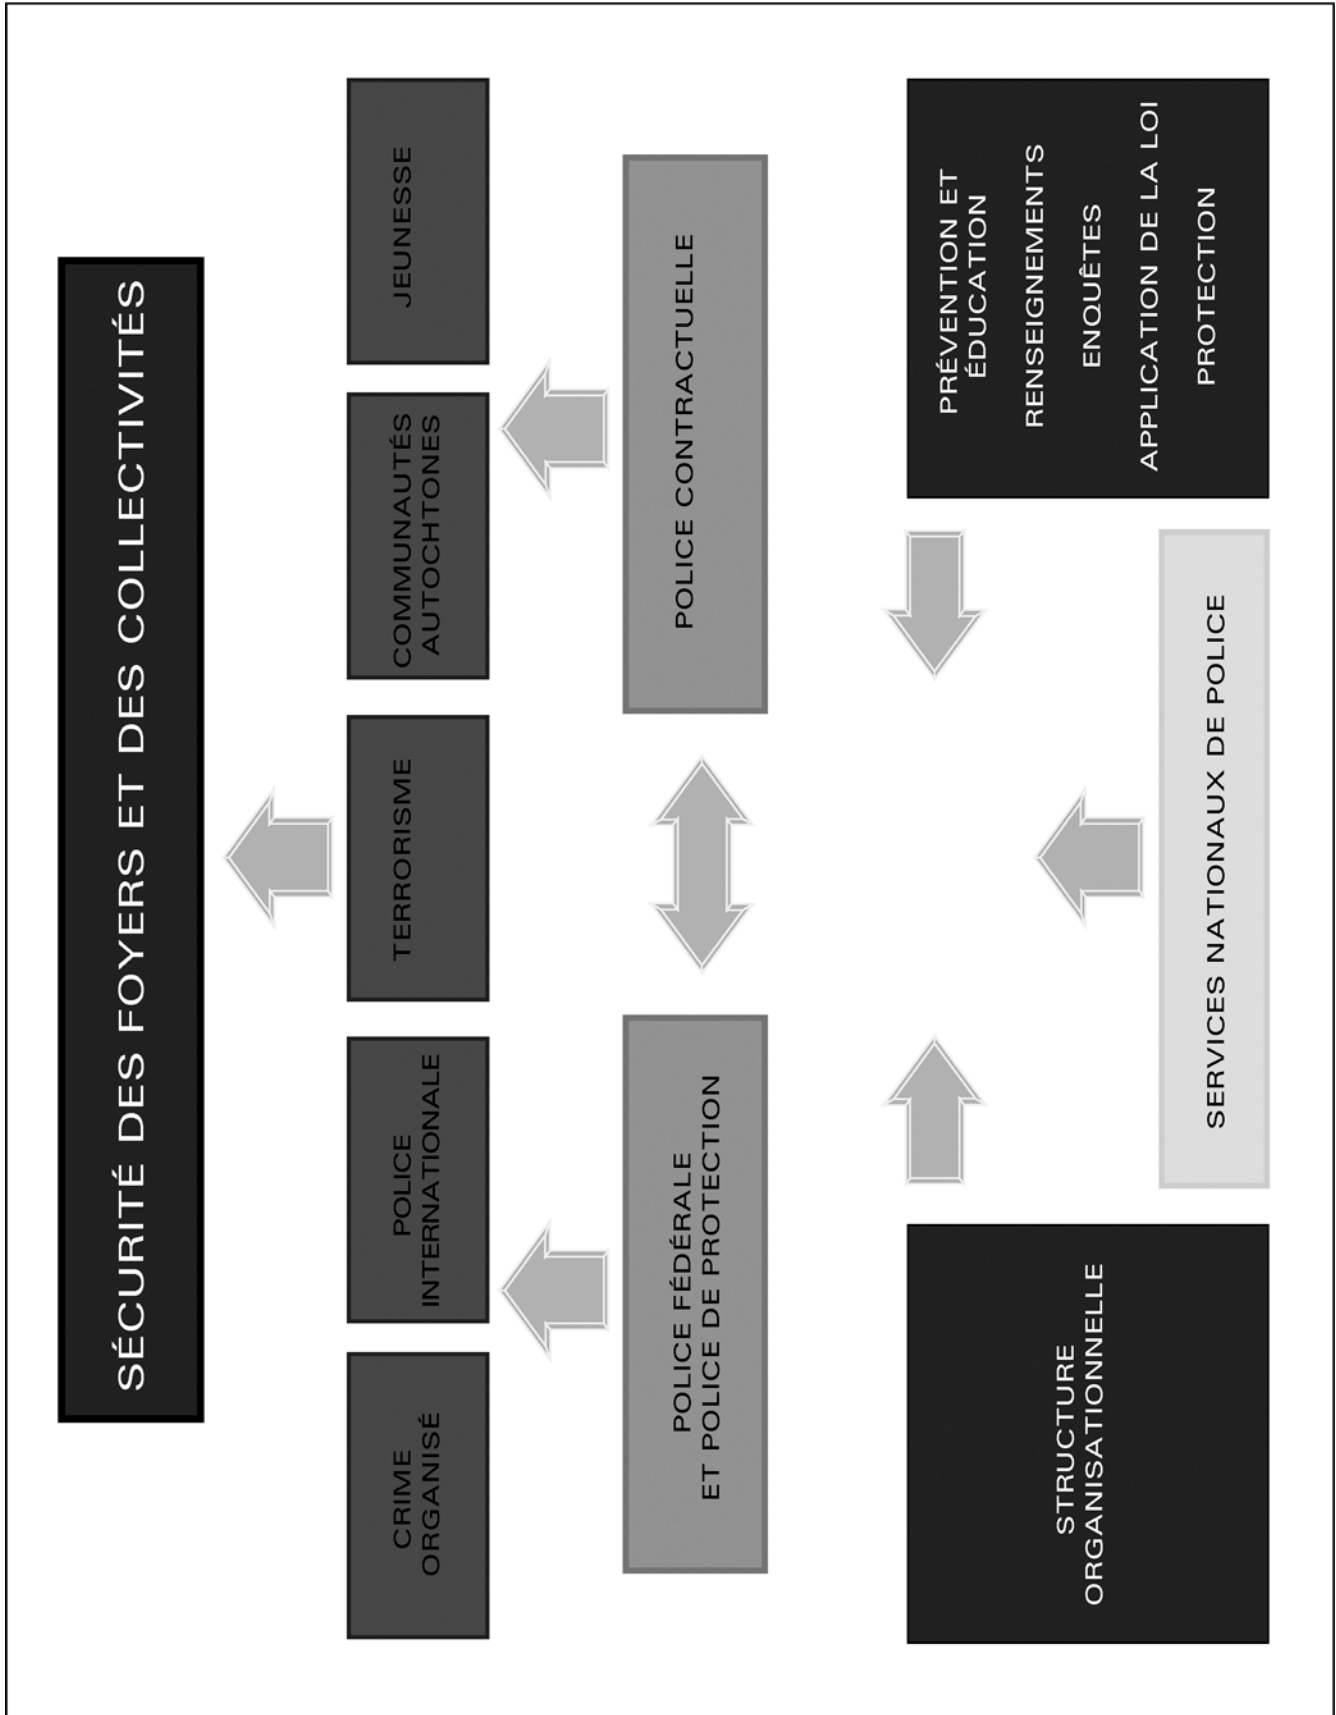 SÉCURITÉ DES FOYERS ET DES COLLECTIVITÉS
CRIME
ORGANISÉ
POLICE
INTERNATIONALE
TERRORISME
COMMUNAUTÉS
AUTOCHTONES
JEUNESSE
POLICE FÉDÉRALE
ET POLICE DE PROTECTION
POLICE CONTRACTUELLE
STRUCTURE
ORGANISATIONNELLE
PRÉVENTION ET
ÉDUCATION
RENSEIGNEMENTS
ENQUÊTES
APPLICATION DE LA LOI
PROTECTION
SERVICES NATIONAUX DE POLICE